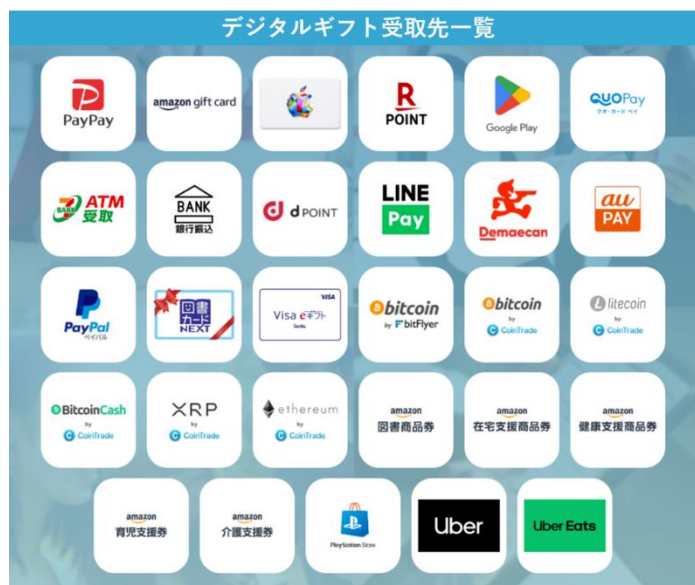 デジタルギフト受取先一覧
PayPay
amazon gift card
R
POINT
Google Play
QUOPay
クオ・カード ペイ
BANK
ATM
受取
BANK
銀行振込
d POINT
LINE
Pay
Demaecan
au
PAY
PayPal
ペイパル
図書
カード
NEXT
VISA
Visa eギフト
bitcoin
by bitFlyer
bitcoin
by
CoinTrade
litecoin
by
CoinTrade
BitcoinCash
by
CoinTrade
XRP
by
CoinTrade
ethereum
by
CoinTrade
amazon
図書商品券
amazon
在宅支援商品券
amazon
健康支援商品券
amazon
育児支援券
amazon
介護支援券
PlayStation Store
Uber
Uber Eats